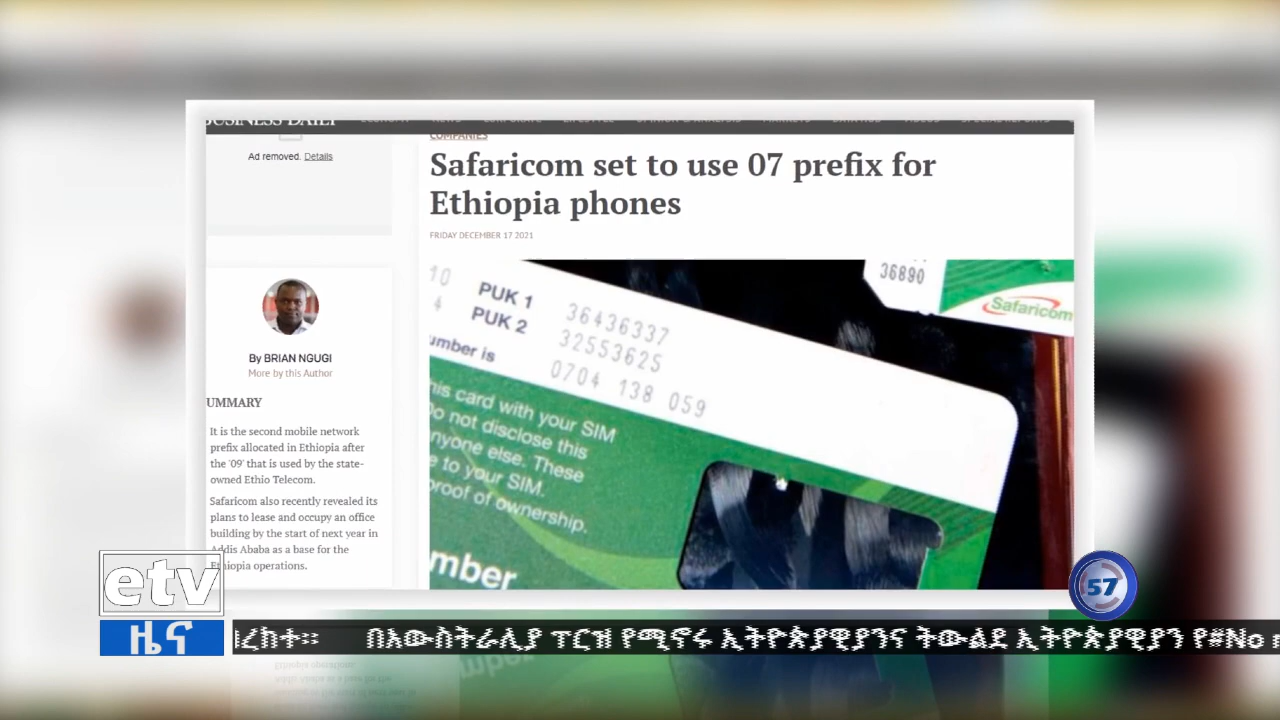 BUSINESS DAILY
COMPANIES
Ad removed. Details
Safaricom set to use 07 prefix for
Ethiopia phones
FRIDAY DECEMBER 17 2021
36890
Safaricom
10
PUK 1 36436337
4
PUK 2 32553625
umber is 0704 138 059
his card with your SIM
Do not disclose this
nyone else. These
e to your SIM.
proof of ownership.
mber
By BRIAN NGUGI
More by this Author
UMMARY
It is the second mobile network
prefix allocated in Ethiopia after
the '09' that is used by the state-
owned Ethio Telecom.
Safaricom also recently revealed its
plans to lease and occupy an office
building by the start of next year in
Addis Ababa as a base for the
Ethiopia operations.
etv
57
ዜና
በአውስትራሊያ ፐርዝ የሚኖሩ ኢትዮጵያዊያንና ትውልደ ኢትዮጵያዊያን የ#No